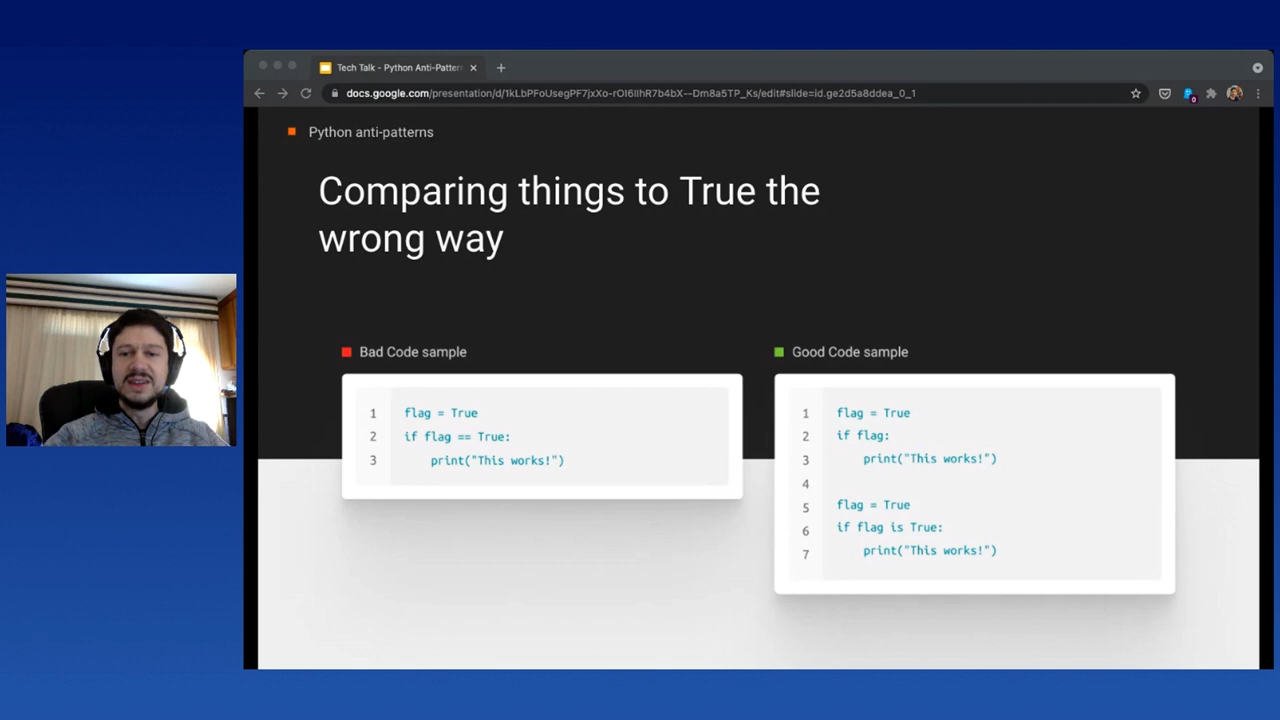 Tech Talk - Python Anti-Pattern
docs.google.com/presentation/d/1kLbPFoUsegPF7jxXo-rOI6IIhR7b4bX--Dm8a5TP_Ks/edit#slide=id.ge2d5a8ddea_0_1
0
Python anti-patterns
Comparing things to True the
wrong way
Bad Code sample
1 flag = True
2 if flag == True:
3 print("This works!")
Good Code sample
1 flag = True
2 if flag:
3 print("This works!")
4
5 flag = True
6 if flag is True:
7 print("This works!")